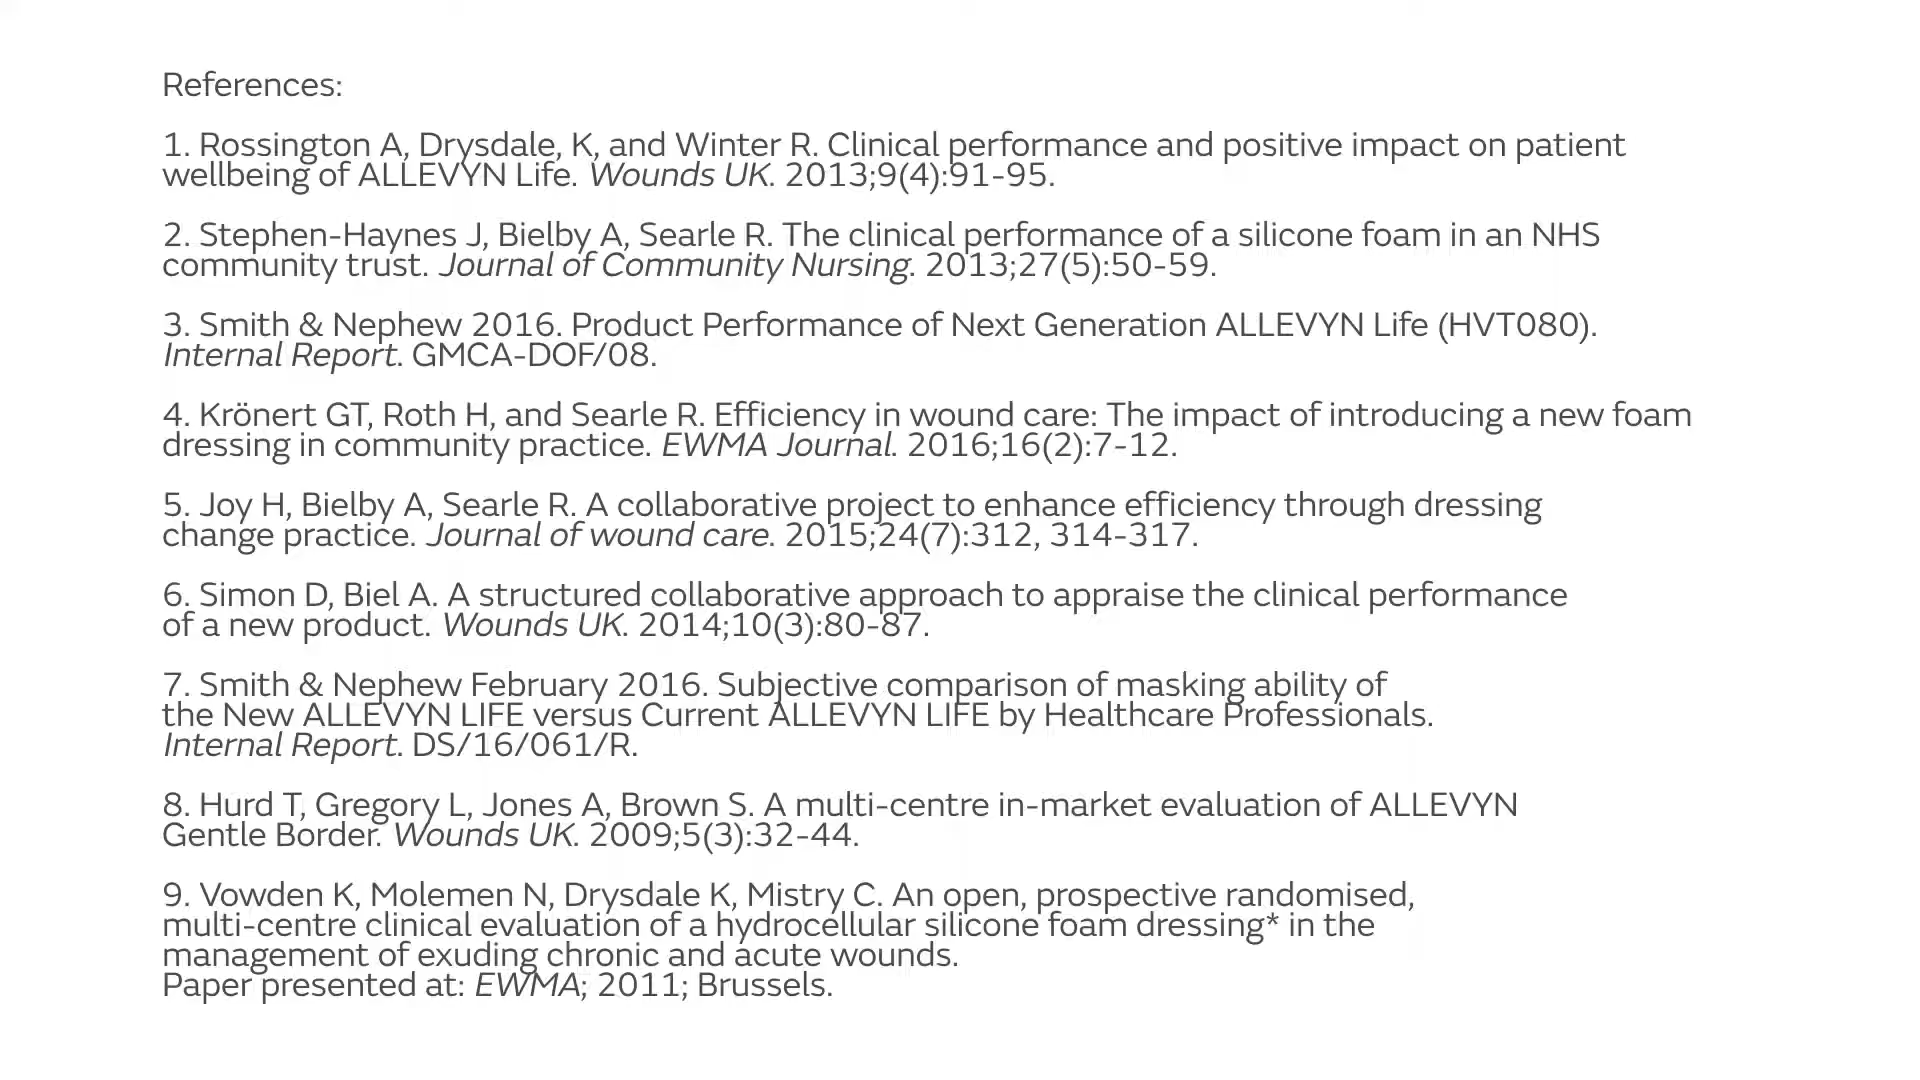 References:
1. Rossington A, Drysdale, K, and Winter R. Clinical performance and positive impact on patient
wellbeing of ALLEVYN Life. Wounds UK. 2013;9(4):91-95.
2. Stephen-Haynes J, Bielby A, Searle R. The clinical performance of a silicone foam in an NHS
community trust. Journal of Community Nursing. 2013;27(5):50-59.
3. Smith & Nephew 2016. Product Performance of Next Generation ALLEVYN Life (HVT080).
Internal Report. GMCA-DOF/08.
4. Krönert GT, Roth H, and Searle R. Efficiency in wound care: The impact of introducing a new foam
dressing in community practice. EWMA Journal. 2016;16(2):7-12.
5. Joy H, Bielby A, Searle R. A collaborative project to enhance efficiency through dressing
change practice. Journal of wound care. 2015;24(7):312, 314-317.
6. Simon D, Biel A. A structured collaborative approach to appraise the clinical performance
of a new product. Wounds UK. 2014;10(3):80-87.
7. Smith & Nephew February 2016. Subjective comparison of masking ability of
the New ALLEVYN LIFE versus Current ALLEVYN LIFE by Healthcare Professionals.
Internal Report. DS/16/061/R.
8. Hurd T, Gregory L, Jones A, Brown S. A multi-centre in-market evaluation of ALLEVYN
Gentle Border. Wounds UK. 2009;5(3):32-44.
9. Vowden K, Molemen N, Drysdale K, Mistry C. An open, prospective randomised,
multi-centre clinical evaluation of a hydrocellular silicone foam dressing* in the
management of exuding chronic and acute wounds.
Paper presented at: EWMA; 2011; Brussels.